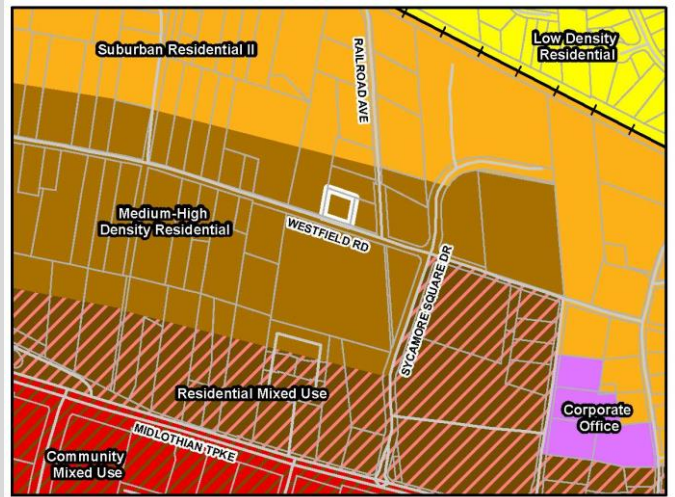 Suburban Residential II
RAILROAD AVE
Low Density
Residential
Medium-High
Density Residential
WESTFIELD RD
SYCAMORE SQUARE DR
Residential Mixed Use
Corporate
Office
MIDLOTHIAN TPKE
Community
Mixed Use